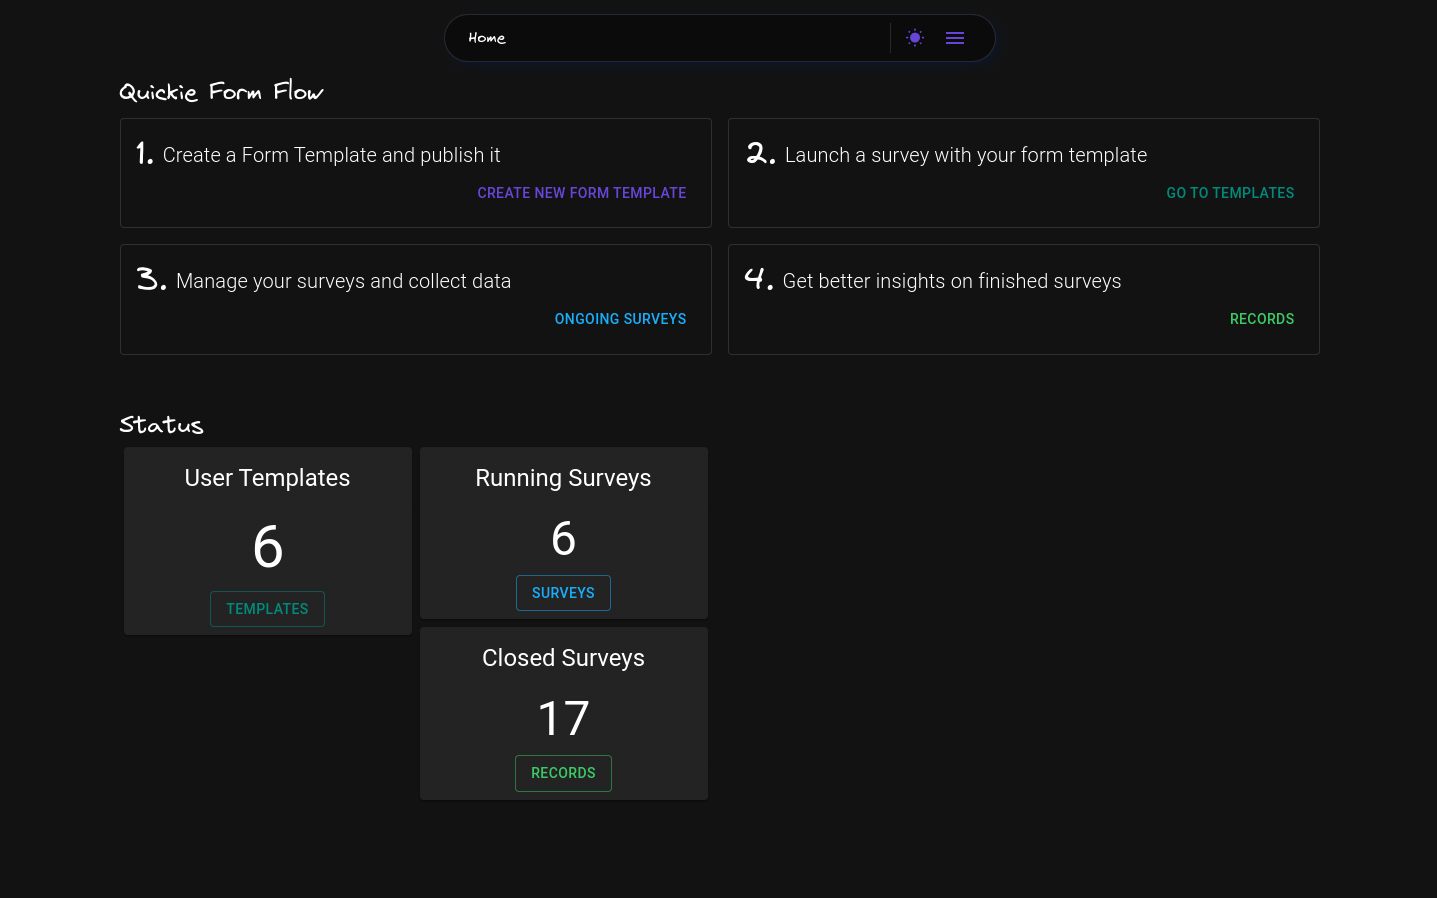 Home
Quickie Form Flow
1. Create a Form Template and publish it
CREATE NEW FORM TEMPLATE
2. Launch a survey with your form template
GO TO TEMPLATES
3. Manage your surveys and collect data
ONGOING SURVEYS
4. Get better insights on finished surveys
RECORDS
Status
User Templates
6
TEMPLATES
Running Surveys
6
SURVEYS
Closed Surveys
17
RECORDS